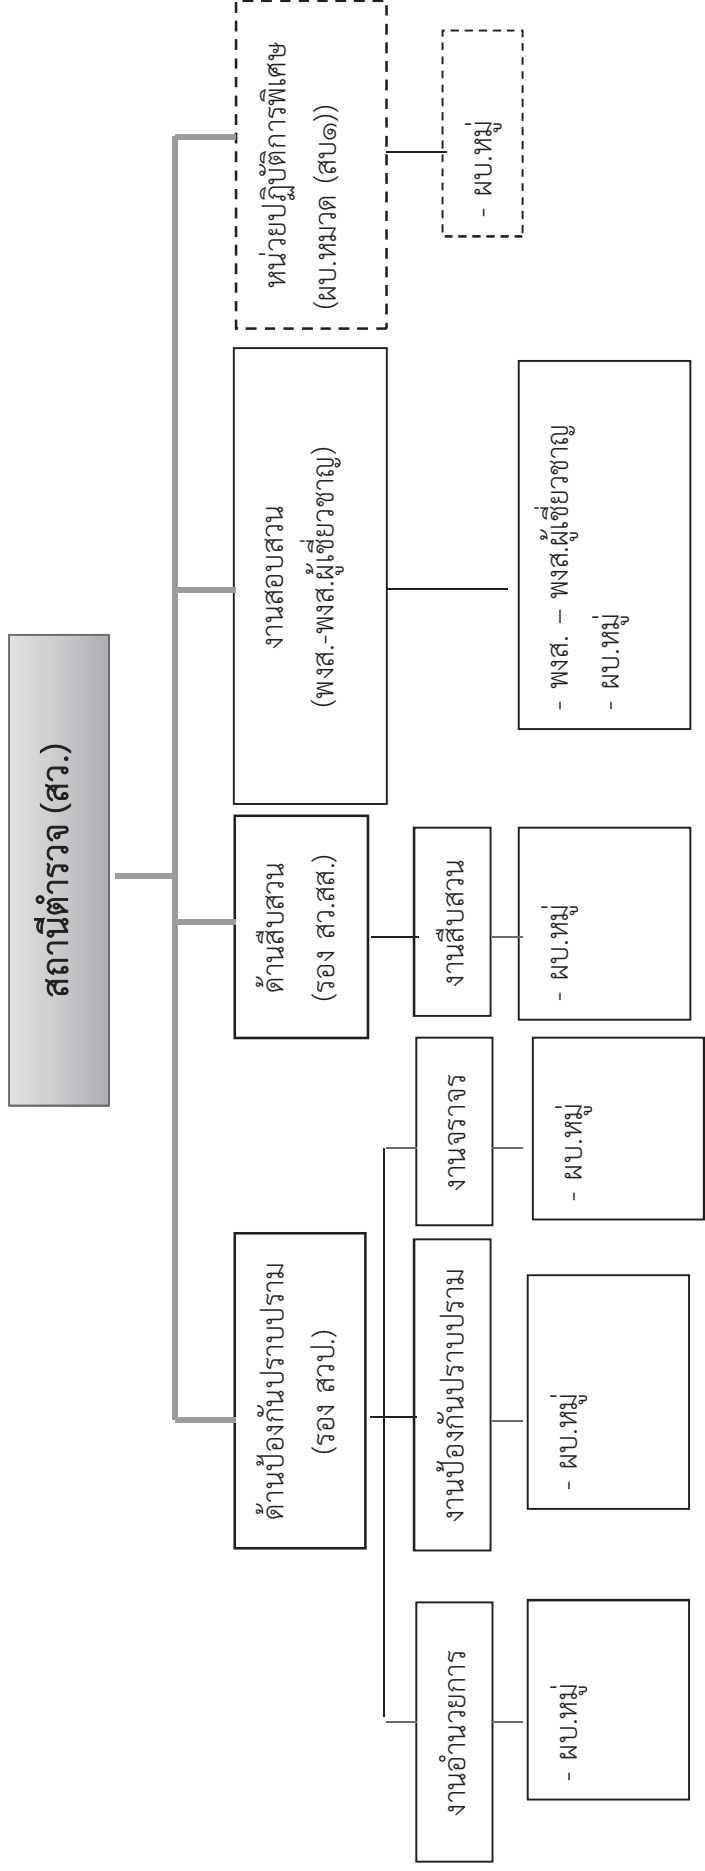 สถานีตำรวจ (สว.)
ด้านป้องกันปราบปราม
(รอง สวป.)
ด้านสืบสวน
(รอง สว.สส.)
งานสอบสวน
(พงส.-พงส.ผู้เชี่ยวชาญ)
หน่วยปฏิบัติการพิเศษ
(ผบ.หมวด (สบ๑))
งานอำนวยการ
งานป้องกันปราบปราม
งานจราจร
งานสืบสวน
- ผบ.หมู่
- ผบ.หมู่
- ผบ.หมู่
- ผบ.หมู่
- พงส. – พงส.ผู้เชี่ยวชาญ
- ผบ.หมู่
- ผบ.หมู่